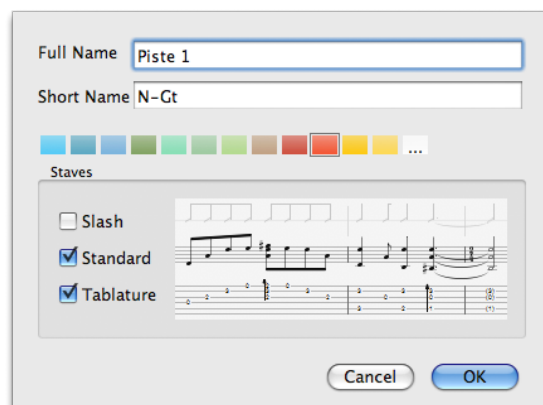 Full Name Piste 1
Short Name N-Gt
...
Staves
Slash
Standard
Tablature
Cancel OK